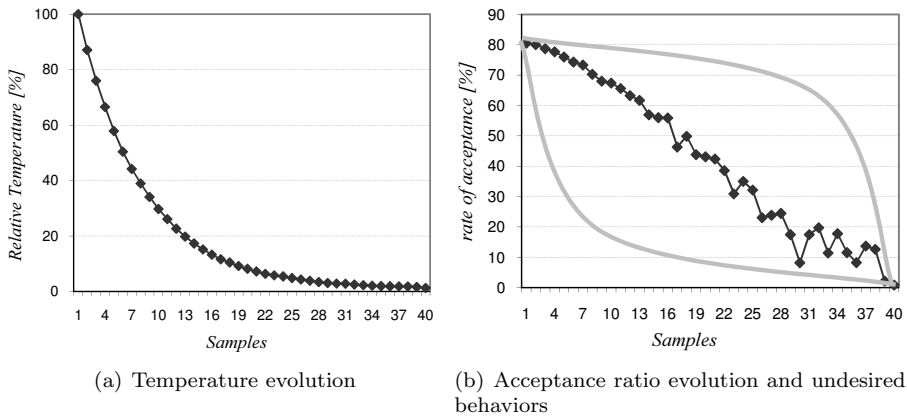 100
80
60
40
20
0
Relative Temperature [%]
1 4 7 10 13 16 19 22 25 28 31 34 37 40
Samples
(a) Temperature evolution
90
80
70
60
50
40
30
20
10
0
rate of acceptance [%]
1 4 7 10 13 16 19 22 25 28 31 34 37 40
Samples
(b) Acceptance ratio evolution and undesired
behaviors